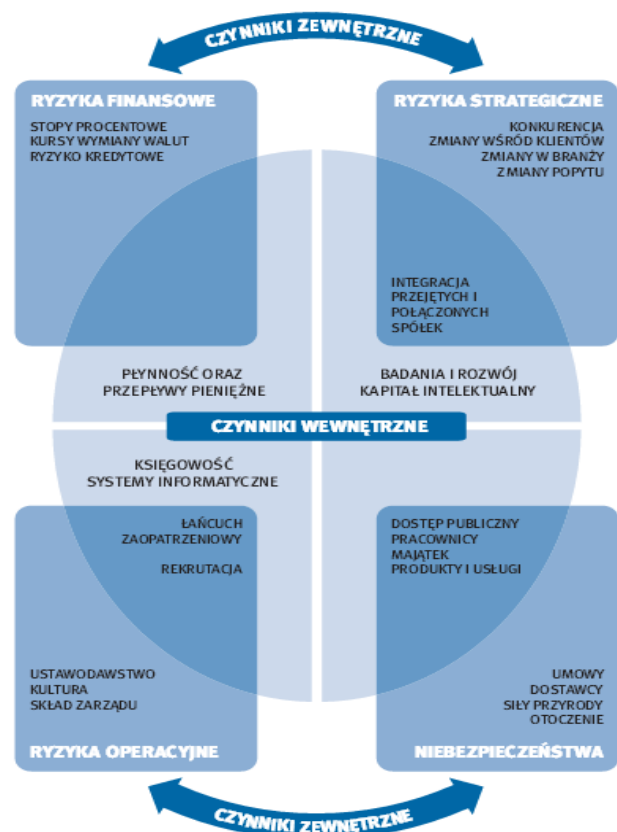 CZYNNIKI ZEWNĘTRZNE
RYZYKA FINANSOWE
STOPY PROCENTOWE
KURSY WYMIANY WALUT
RYZYKO KREDYTOWE
RYZYKA STRATEGICZNE
KONKURENCJA
ZMIANY WŚRÓD KLIENTÓW
ZMIANY W BRANŻY
ZMIANY POPYTU
INTEGRACJA
PRZEJĘTYCH I
POŁĄCZONYCH
SPÓŁEK
PŁYNNOŚĆ ORAZ
PRZEPŁYWY PIENIĘŻNE
BADANIA I ROZWÓJ
KAPITAŁ INTELEKTUALNY
CZYNNIKI WEWNĘTRZNE
KSIĘGOWOŚĆ
SYSTEMY INFORMATYCZNE
ŁAŃCUCH
ZAOPATRZENIOWY
REKRUTACJA
USTAWODAWSTWO
KULTURA
SKŁAD ZARZĄDU
RYZYKA OPERACYJNE
DOSTĘP PUBLICZNY
PRACOWNICY
MAJĄTEK
PRODUKTY I USŁUGI
UMOWY
DOSTAWCY
SIŁY PRZYRODY
OTOCZENIE
NIEBEZPIECZEŃSTWA
CZYNNIKI ZEWNĘTRZNE